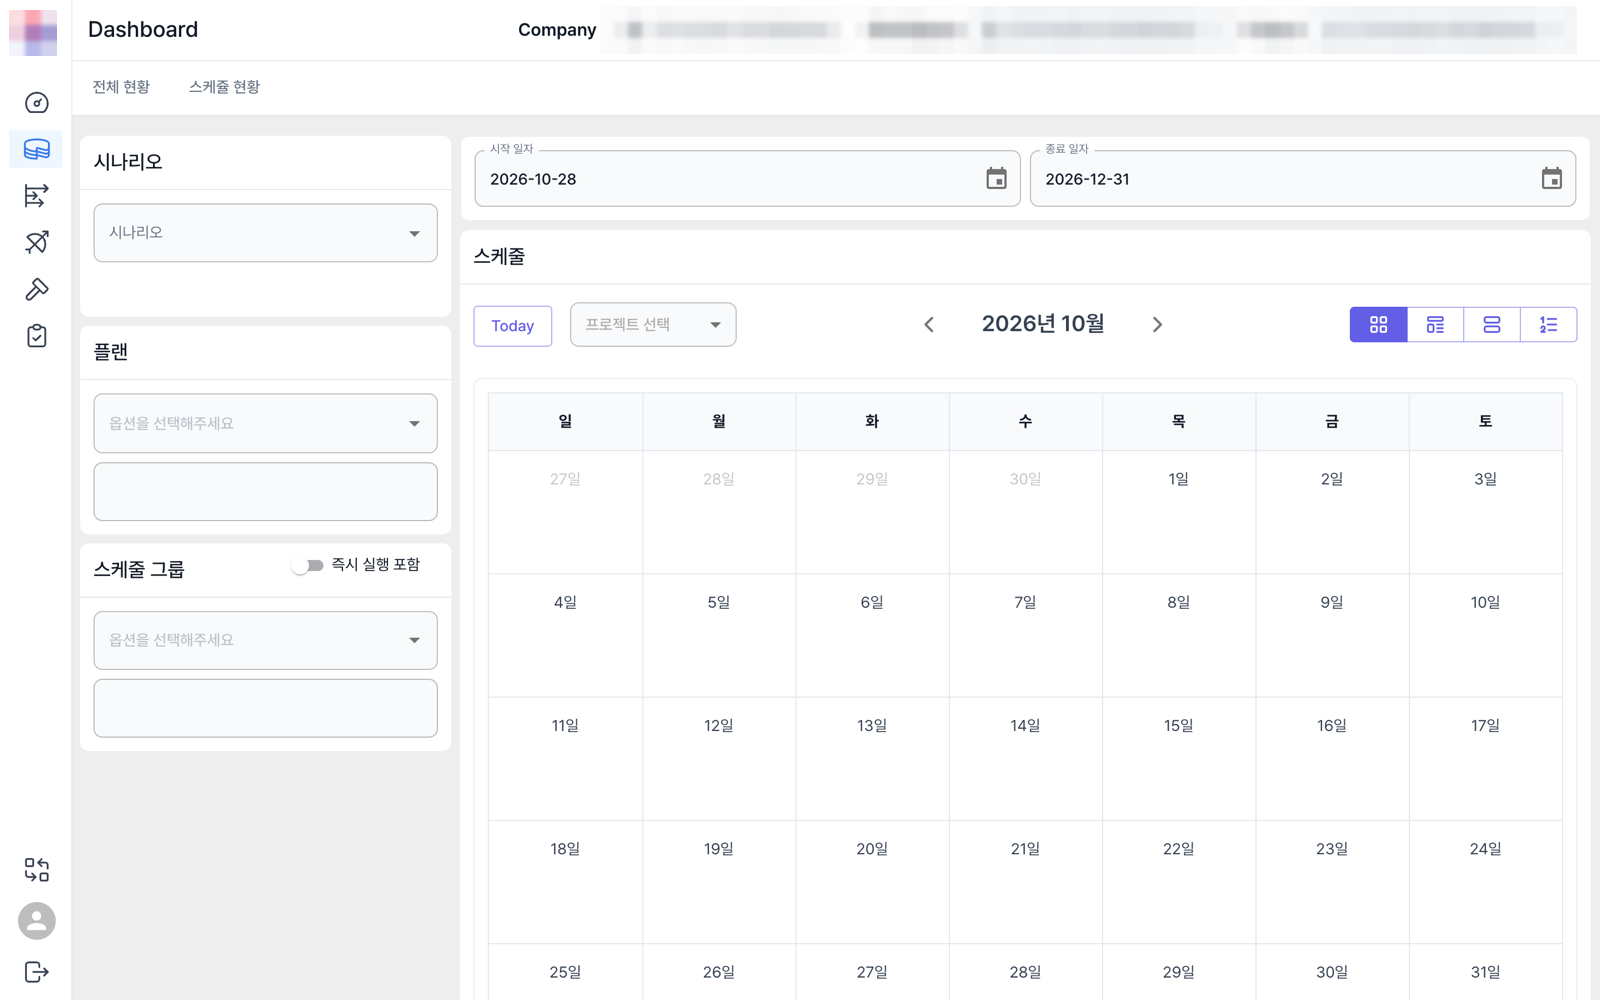 Dashboard
Company
전체 현황
스케쥴 현황
시나리오
시나리오
플랜
옵션을 선택해주세요
스케줄 그룹
즉시 실행 포함
옵션을 선택해주세요
시작 일자
2026-10-28
종료 일자
2026-12-31
스케줄
Today
프로젝트 선택
2026년 10월
일 월 화 수 목 금 토
27일 28일 29일 30일 1일 2일 3일
4일 5일 6일 7일 8일 9일 10일
11일 12일 13일 14일 15일 16일 17일
18일 19일 20일 21일 22일 23일 24일
25일 26일 27일 28일 29일 30일 31일